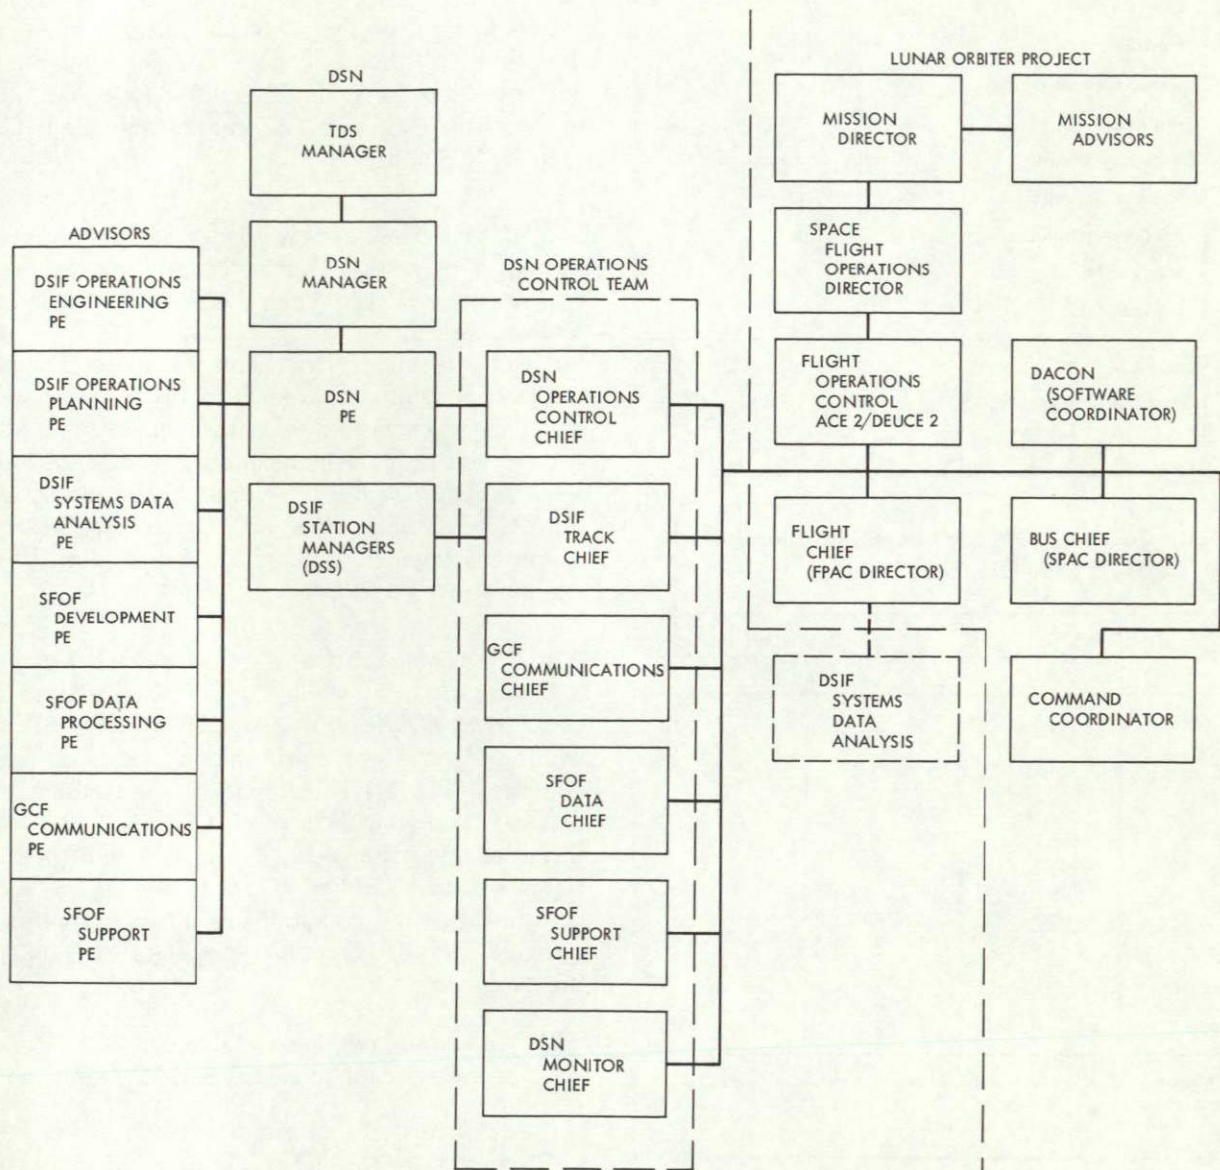 DSN
TDS
MANAGER
DSN
MANAGER
DSN
PE
DSIF
STATION
MANAGERS
(DSS)
ADVISORS
DSIF OPERATIONS
ENGINEERING
PE
DSIF OPERATIONS
PLANNING
PE
DSIF
SYSTEMS DATA
ANALYSIS
PE
SFOF
DEVELOPMENT
PE
SFOF DATA
PROCESSING
PE
GCF
COMMUNICATIONS
PE
SFOF
SUPPORT
PE
DSN OPERATIONS
CONTROL TEAM
DSN
OPERATIONS
CONTROL
CHIEF
DSIF
TRACK
CHIEF
GCF
COMMUNICATIONS
CHIEF
SFOF
DATA
CHIEF
SFOF
SUPPORT
CHIEF
DSN
MONITOR
CHIEF
LUNAR ORBITER PROJECT
MISSION
DIRECTOR
MISSION
ADVISORS
SPACE
FLIGHT
OPERATIONS
DIRECTOR
FLIGHT
OPERATIONS
CONTROL
ACE 2/DEUCE 2
DACON
(SOFTWARE
COORDINATOR)
FLIGHT
CHIEF
(FPAC DIRECTOR)
BUS CHIEF
(SPAC DIRECTOR)
DSIF
SYSTEMS
DATA
ANALYSIS
COMMAND
COORDINATOR